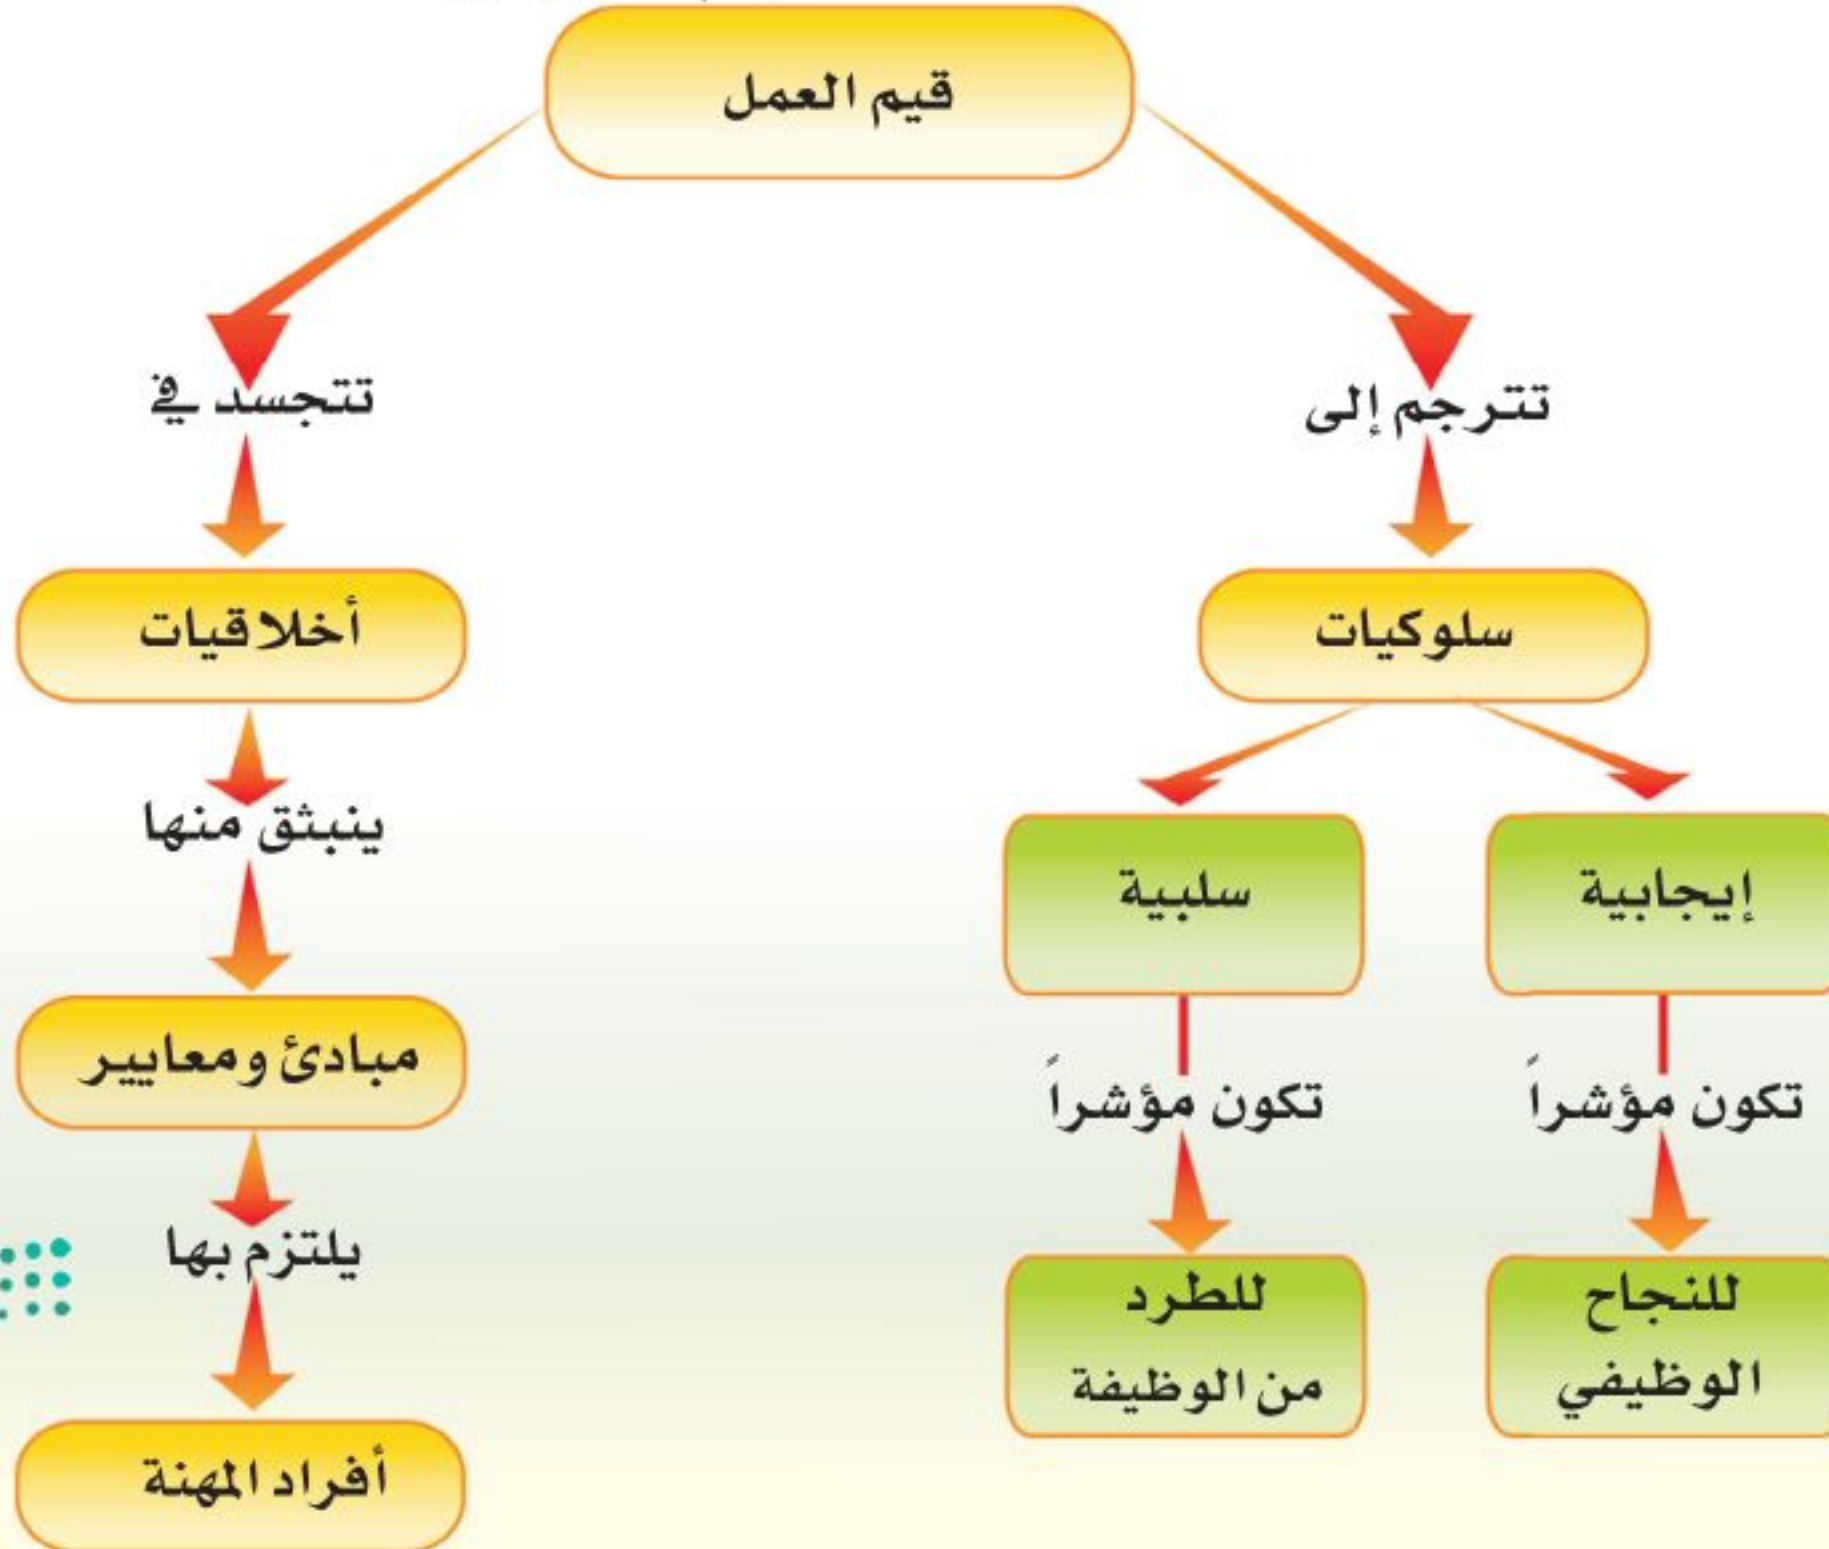 قيم العمل
تترجم إلى
تتجسد في
سلوكيات
أخلاقيات
ينبثق منها
إيجابية
سلبية
مبادئ ومعايير
تكون مؤشراً
تكون مؤشراً
يلتزم بها
للنجاح
الوظيفي
للطرد
من الوظيفة
أفراد المهنة